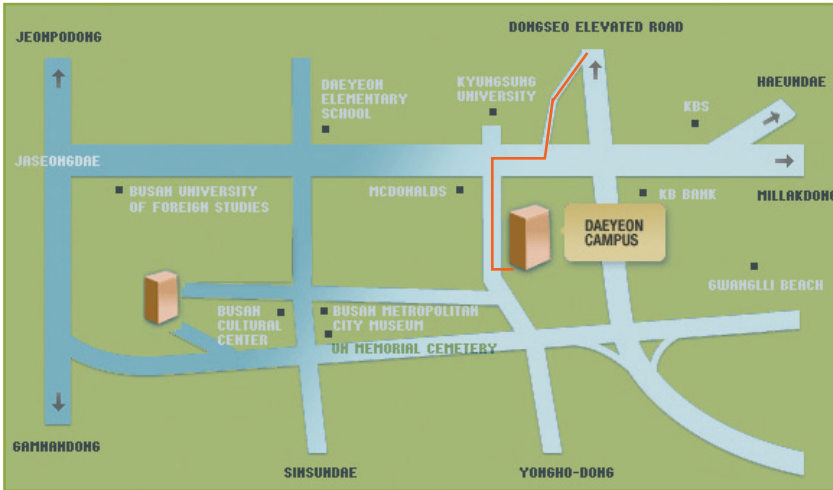 JEONPODONG
DONGSEO ELEVATED ROAD
DAEYEON
ELEMENTARY
SCHOOL
KYUNGSUNG
UNIVERSITY
KBS
HAEUNDAE
JASEONGDAE
BUSAN UNIVERSITY
OF FOREIGN STUDIES
MCDONALDS
KB BANK
MILLAKDONG
DAEYEON
CAMPUS
GWANGLLI BEACH
BUSAN
CULTURAL
CENTER
BUSAN METROPOLITAN
CITY MUSEUM
UN MEMORIAL CEMETERY
GAMNANDONG
SINSUNDAE
YONGHO-DONG